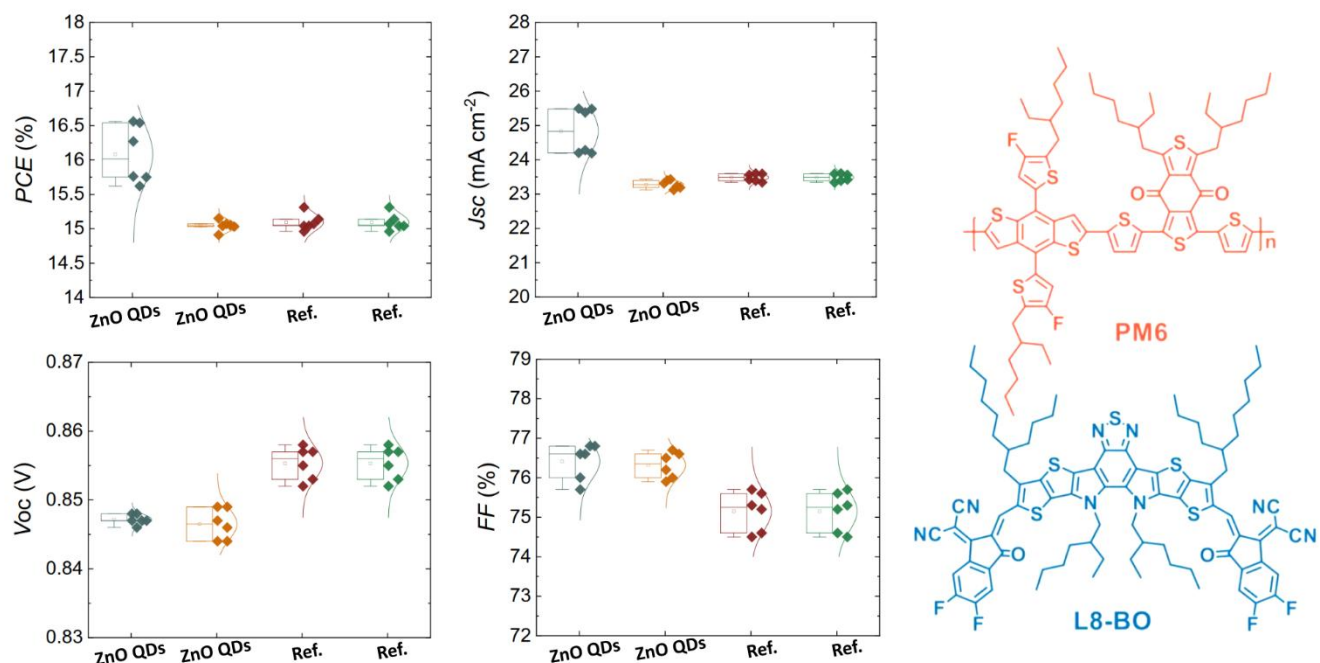 PCE (%)
18
17.5
17
16.5
16
15.5
15
14.5
14
ZnO QDs ZnO QDs Ref. Ref.
Jsc (mA cm⁻²)
28
27
26
25
24
23
22
21
20
ZnO QDs ZnO QDs Ref. Ref.
Voc (V)
0.87
0.86
0.85
0.84
0.83
ZnO QDs ZnO QDs Ref. Ref.
FF (%)
79
78
77
76
75
74
73
72
ZnO QDs ZnO QDs Ref. Ref.
F
S
S
O
O
S
S
S
S
S
n
S
F
PM6
S
N N
S S
S N N S
CN
CN
NC
CN
O
O
F
F
F
F
L8-BO